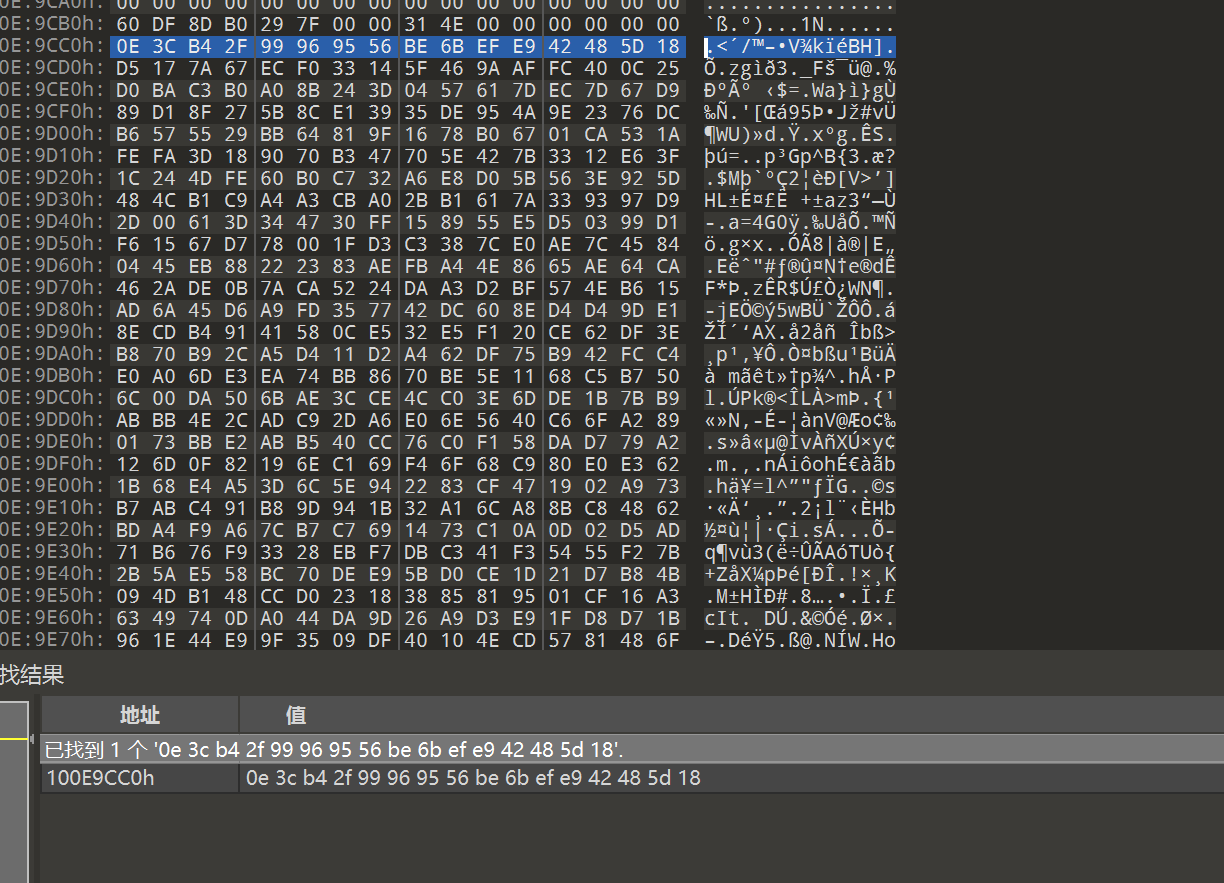 0E:9CA0h: 00 00 00 00 00 00 00 00 00 00 00 00 00 00 00 00 ................
0E:9CB0h: 60 DF 8D B0 29 7F 00 00 31 4E 00 00 00 00 00 00 `ß.°)...1N......
0E:9CC0h: 0E 3C B4 2F 99 96 95 56 BE 6B EF E9 42 48 5D 18 .<´/™–•V¾kïéBH].
0E:9CD0h: D5 17 7A 67 EC F0 33 14 5F 46 9A AF FC 40 0C 25 Õ.zgìð3._Fš¯ü@.%
0E:9CE0h: D0 BA C3 B0 A0 8B 24 3D 04 57 61 7D EC 7D 67 D9 ÐºÃ° ‹$=.Wa}ì}gÙ
0E:9CF0h: 89 D1 8F 27 5B 8C E1 39 35 DE 95 4A 9E 23 76 DC ‰Ñ.'[Œá95Þ•Jž#vÜ
0E:9D00h: B6 57 55 29 BB 64 81 9F 16 78 B0 67 01 CA 53 1A ¶WU)»d.Ÿ.x°g.ÊS.
0E:9D10h: FE FA 3D 18 90 70 B3 47 70 5E 42 7B 33 12 E6 3F þú=..p³Gp^B{3.æ?
0E:9D20h: 1C 24 4D FE 60 B0 C7 32 A6 E8 D0 5B 56 3E 92 5D .$Mþ`°Ç2¦èÐ[V>’]
0E:9D30h: 48 4C B1 C9 A4 A3 CB A0 2B B1 61 7A 33 93 97 D9 HL±É¤£Ë +±az3“—Ù
0E:9D40h: 2D 00 61 3D 34 47 30 FF 15 89 55 E5 D5 03 99 D1 -.a=4G0ÿ.‰UåÕ.™Ñ
0E:9D50h: F6 15 67 D7 78 00 1F D3 C3 38 7C E0 AE 7C 45 84 ö.g×x..ÓÃ8|à®|E„
0E:9D60h: 04 45 EB 88 22 23 83 AE FB A4 4E 86 65 AE 64 CA .Eëˆ"#ƒ®û¤N†e®dÊ
0E:9D70h: 46 2A DE 0B 7A CA 52 24 DA A3 D2 BF 57 4E B6 15 F*Þ.zÊR$Ú£Ò¿WN¶.
0E:9D80h: AD 6A 45 D6 A9 FD 35 77 42 DC 60 8E D4 D4 9D E1 -jEÖ©ý5wBÜ`ŽÔÔ.á
0E:9D90h: 8E CD B4 91 41 58 0C E5 32 E5 F1 20 CE 62 DF 3E ŽÍ´‘AX.å2åñ Îbß>
0E:9DA0h: B8 70 B9 2C A5 D4 11 D2 A4 62 DF 75 B9 42 FC C4 ¸p¹,¥Ô.Ò¤bßu¹BüÄ
0E:9DB0h: E0 A0 6D E3 EA 74 BB 86 70 BE 5E 11 68 C5 B7 50 à mãêt»†p¾^.hÅ·P
0E:9DC0h: 6C 00 DA 50 6B AE 3C CE 4C C0 3E 6D DE 1B 7B B9 l.ÚPk®<ÎLÀ>mÞ.{¹
0E:9DD0h: AB BB 4E 2C AD C9 2D A6 E0 6E 56 40 C6 6F A2 89 «»N,-É-¦ànV@Æo¢‰
0E:9DE0h: 01 73 BB E2 AB B5 40 CC 76 C0 F1 58 DA D7 79 A2 .s»â«µ@ÌvÀñXÚ×y¢
0E:9DF0h: 12 6D 0F 82 19 6E C1 69 F4 6F 68 C9 80 E0 E3 62 .m.‚.nÁiôohÉ€àãb
0E:9E00h: 1B 68 E4 A5 3D 6C 5E 94 22 83 CF 47 19 02 A9 73 .hä¥=l^”"ƒÏG..©s
0E:9E10h: B7 AB C4 91 B8 9D 94 1B 32 A1 6C A8 8B C8 48 62 ·«Ä‘¸.”.2¡l¨‹ÈHb
0E:9E20h: BD A4 F9 A6 7C B7 C7 69 14 73 C1 0A 0D 02 D5 AD ½¤ù¦|·Çi.sÁ...Õ-
0E:9E30h: 71 B6 76 F9 33 28 EB F7 DB C3 41 F3 54 55 F2 7B q¶vù3(ë÷ÛÃAóTUò{
0E:9E40h: 2B 5A E5 58 BC 70 DE E9 5B D0 CE 1D 21 D7 B8 4B +ZåX¼pÞé[ÐÎ.!×¸K
0E:9E50h: 09 4D B1 48 CC D0 23 18 38 85 81 95 01 CF 16 A3 .M±HÌÐ#.8….•.Ï.£
0E:9E60h: 63 49 74 0D A0 44 DA 9D 26 A9 D3 E9 1F D8 D7 1B cIt. DÚ.&©Óé.Ø×.
0E:9E70h: 96 1E 44 E9 9F 35 09 DF 40 10 4E CD 57 81 48 6F –.DéŸ5.ß@.NÍW.Ho
找结果
地址 值
已找到 1 个 '0e 3c b4 2f 99 96 95 56 be 6b ef e9 42 48 5d 18'.
100E9CC0h 0e 3c b4 2f 99 96 95 56 be 6b ef e9 42 48 5d 18